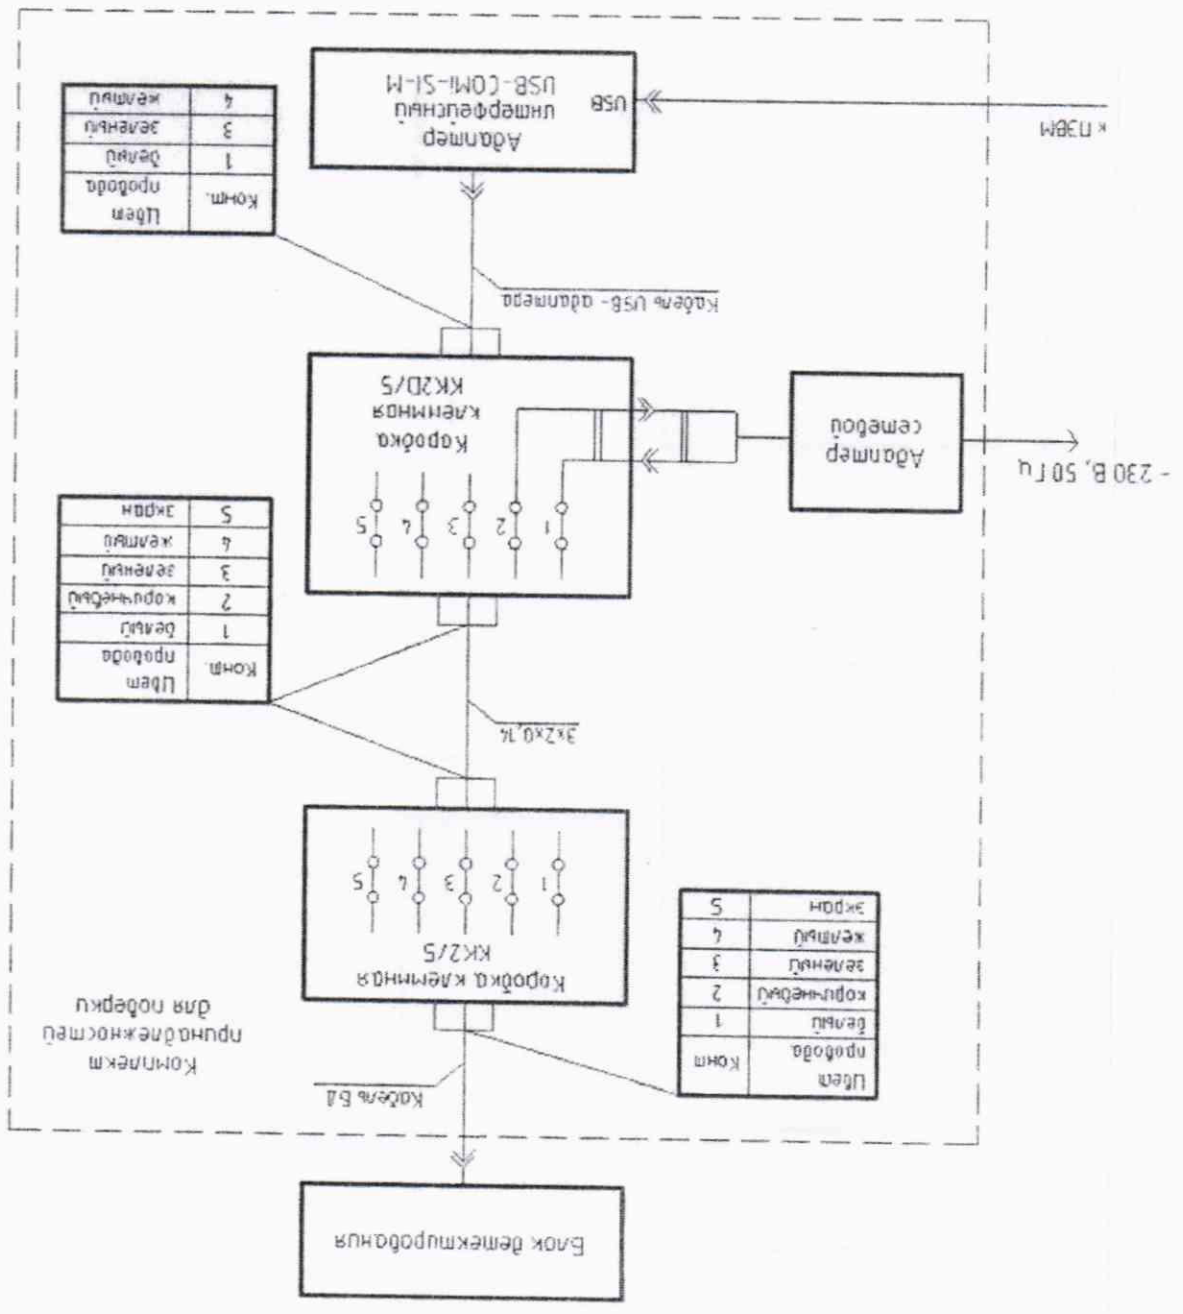 Блок детектирования
Кабель БД
Комплект
принадлежностей
для поверки
Цвет
провода
Конт
белый
1
коричневый
2
зеленый
3
желтый
4
экран
5
Коробка клеммная
КК2/5
1
2
3
4
5
3х2х0,14
Конт.
Цвет
провода
1
белый
2
коричневый
3
зеленый
4
желтый
5
экран
~ 230 В, 50 Гц
Адаптер
сетевой
1
2
3
4
5
Коробка
клеммная
КК2D/5
Кабель USB- адаптера
Конт.
Цвет
провода
1
белый
3
зеленый
4
желтый
к ПЭВМ
USB
Адаптер
интерфейсный
USB-COMi-SI-M